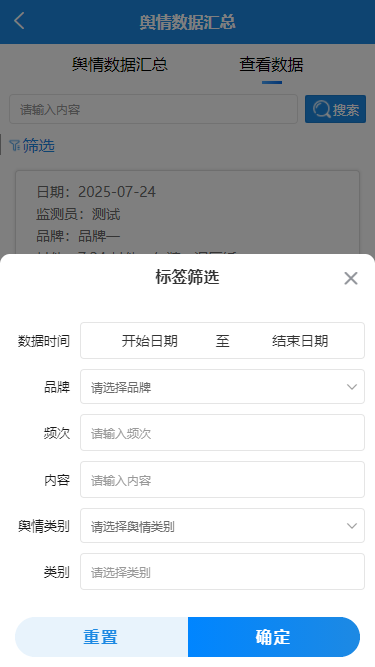 舆情数据汇总
舆情数据汇总 查看数据
请输入内容 搜索
筛选
日期：2025-07-24
监测员：测试
品牌：品牌一
标签筛选
数据时间 开始日期 至 结束日期
品牌 请选择品牌
频次 请输入频次
内容 请输入内容
舆情类别 请选择舆情类别
类别 请选择类别
重置 确定